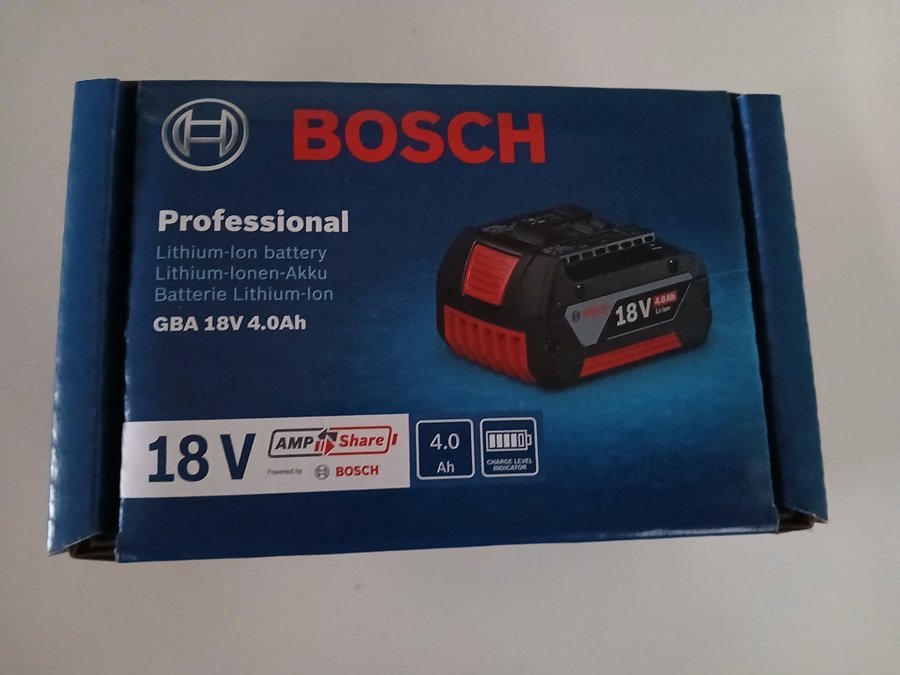 BOSCH
Professional
Lithium-Ion battery
Lithium-Ionen-Akku
Batterie Lithium-Ion
GBA 18V 4.0Ah
BOSCH
18V 4.0Ah
Li-Ion
18 V
AMP Share
Powered by BOSCH
4.0
Ah
CHARGE LEVEL
INDICATOR